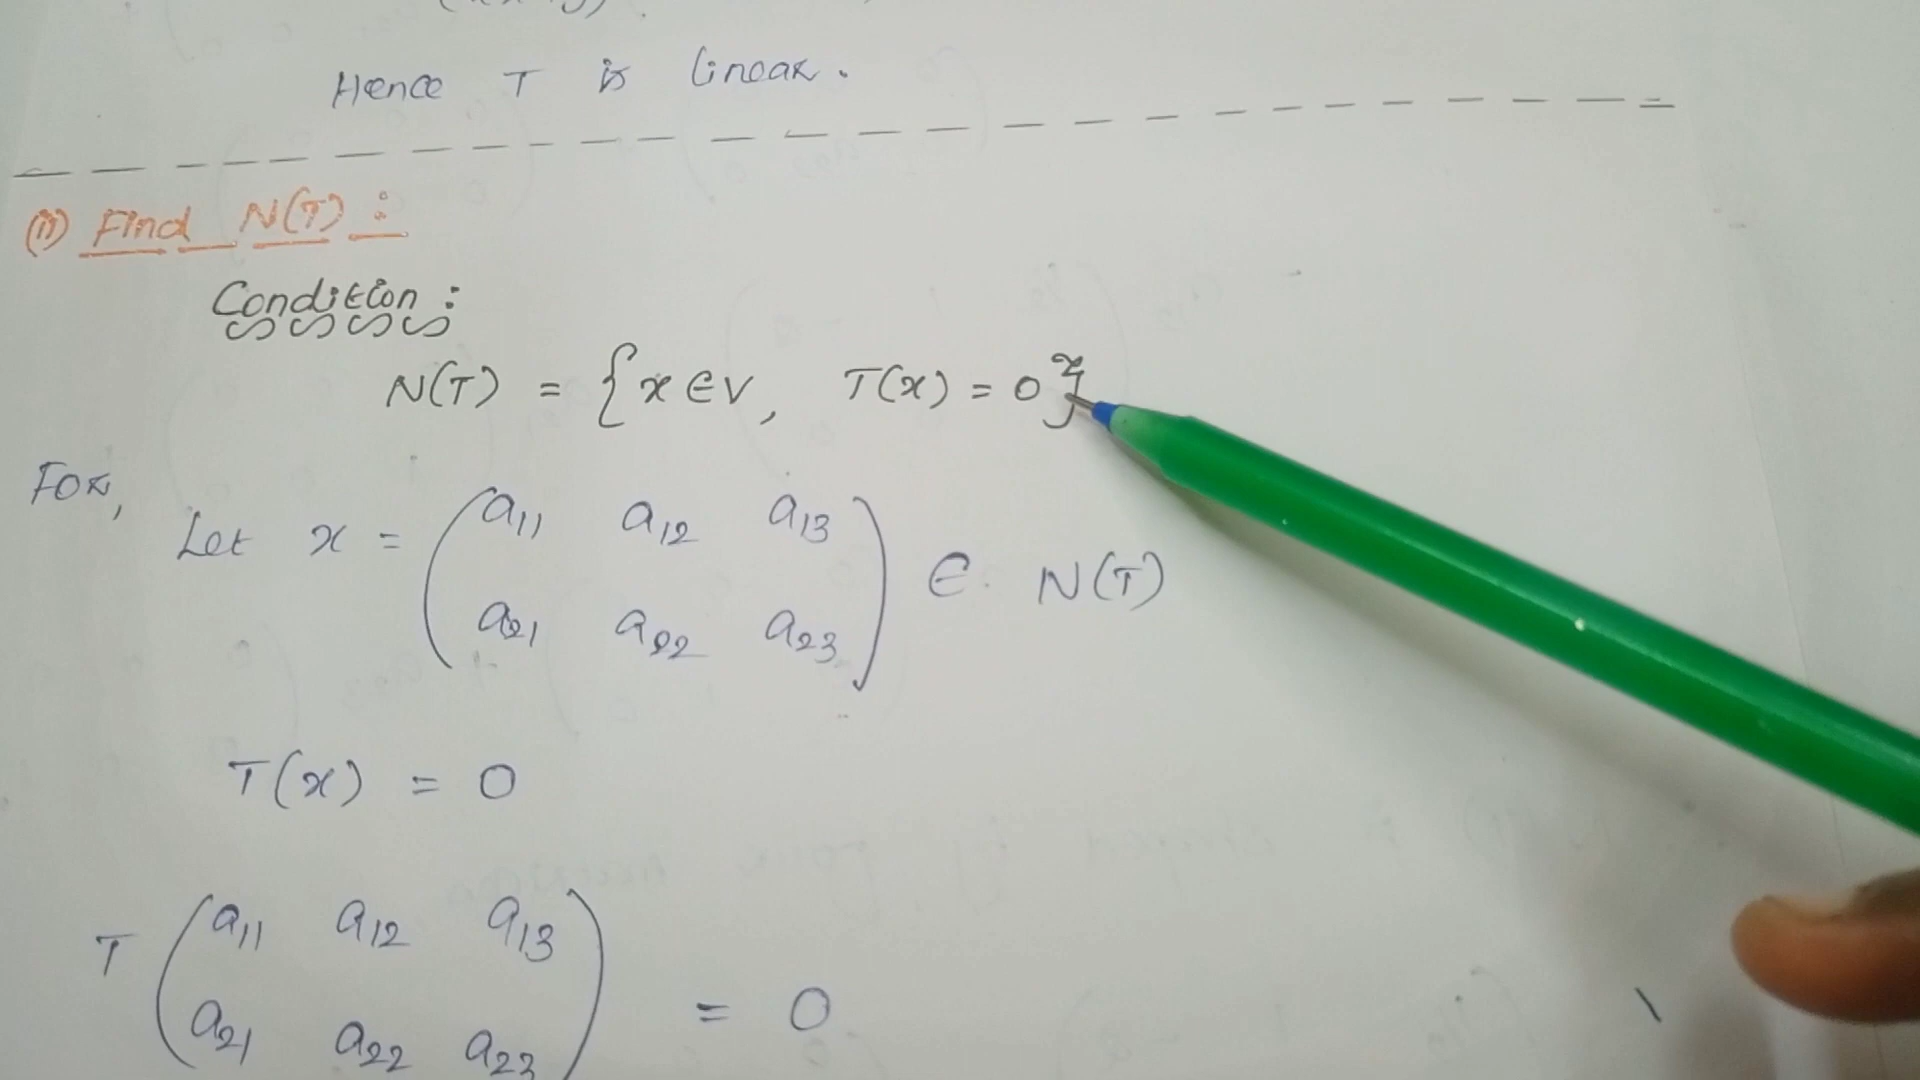 Hence T is linear.
(ii) Find N(T) :
Condition :
N(T) = {x ∈ V, T(x) = 0}
For,
Let x = ( a11 a12 a13
a21 a22 a23 ) ∈ N(T)
T(x) = 0
T ( a11 a12 a13
a21 a22 a23 ) = 0